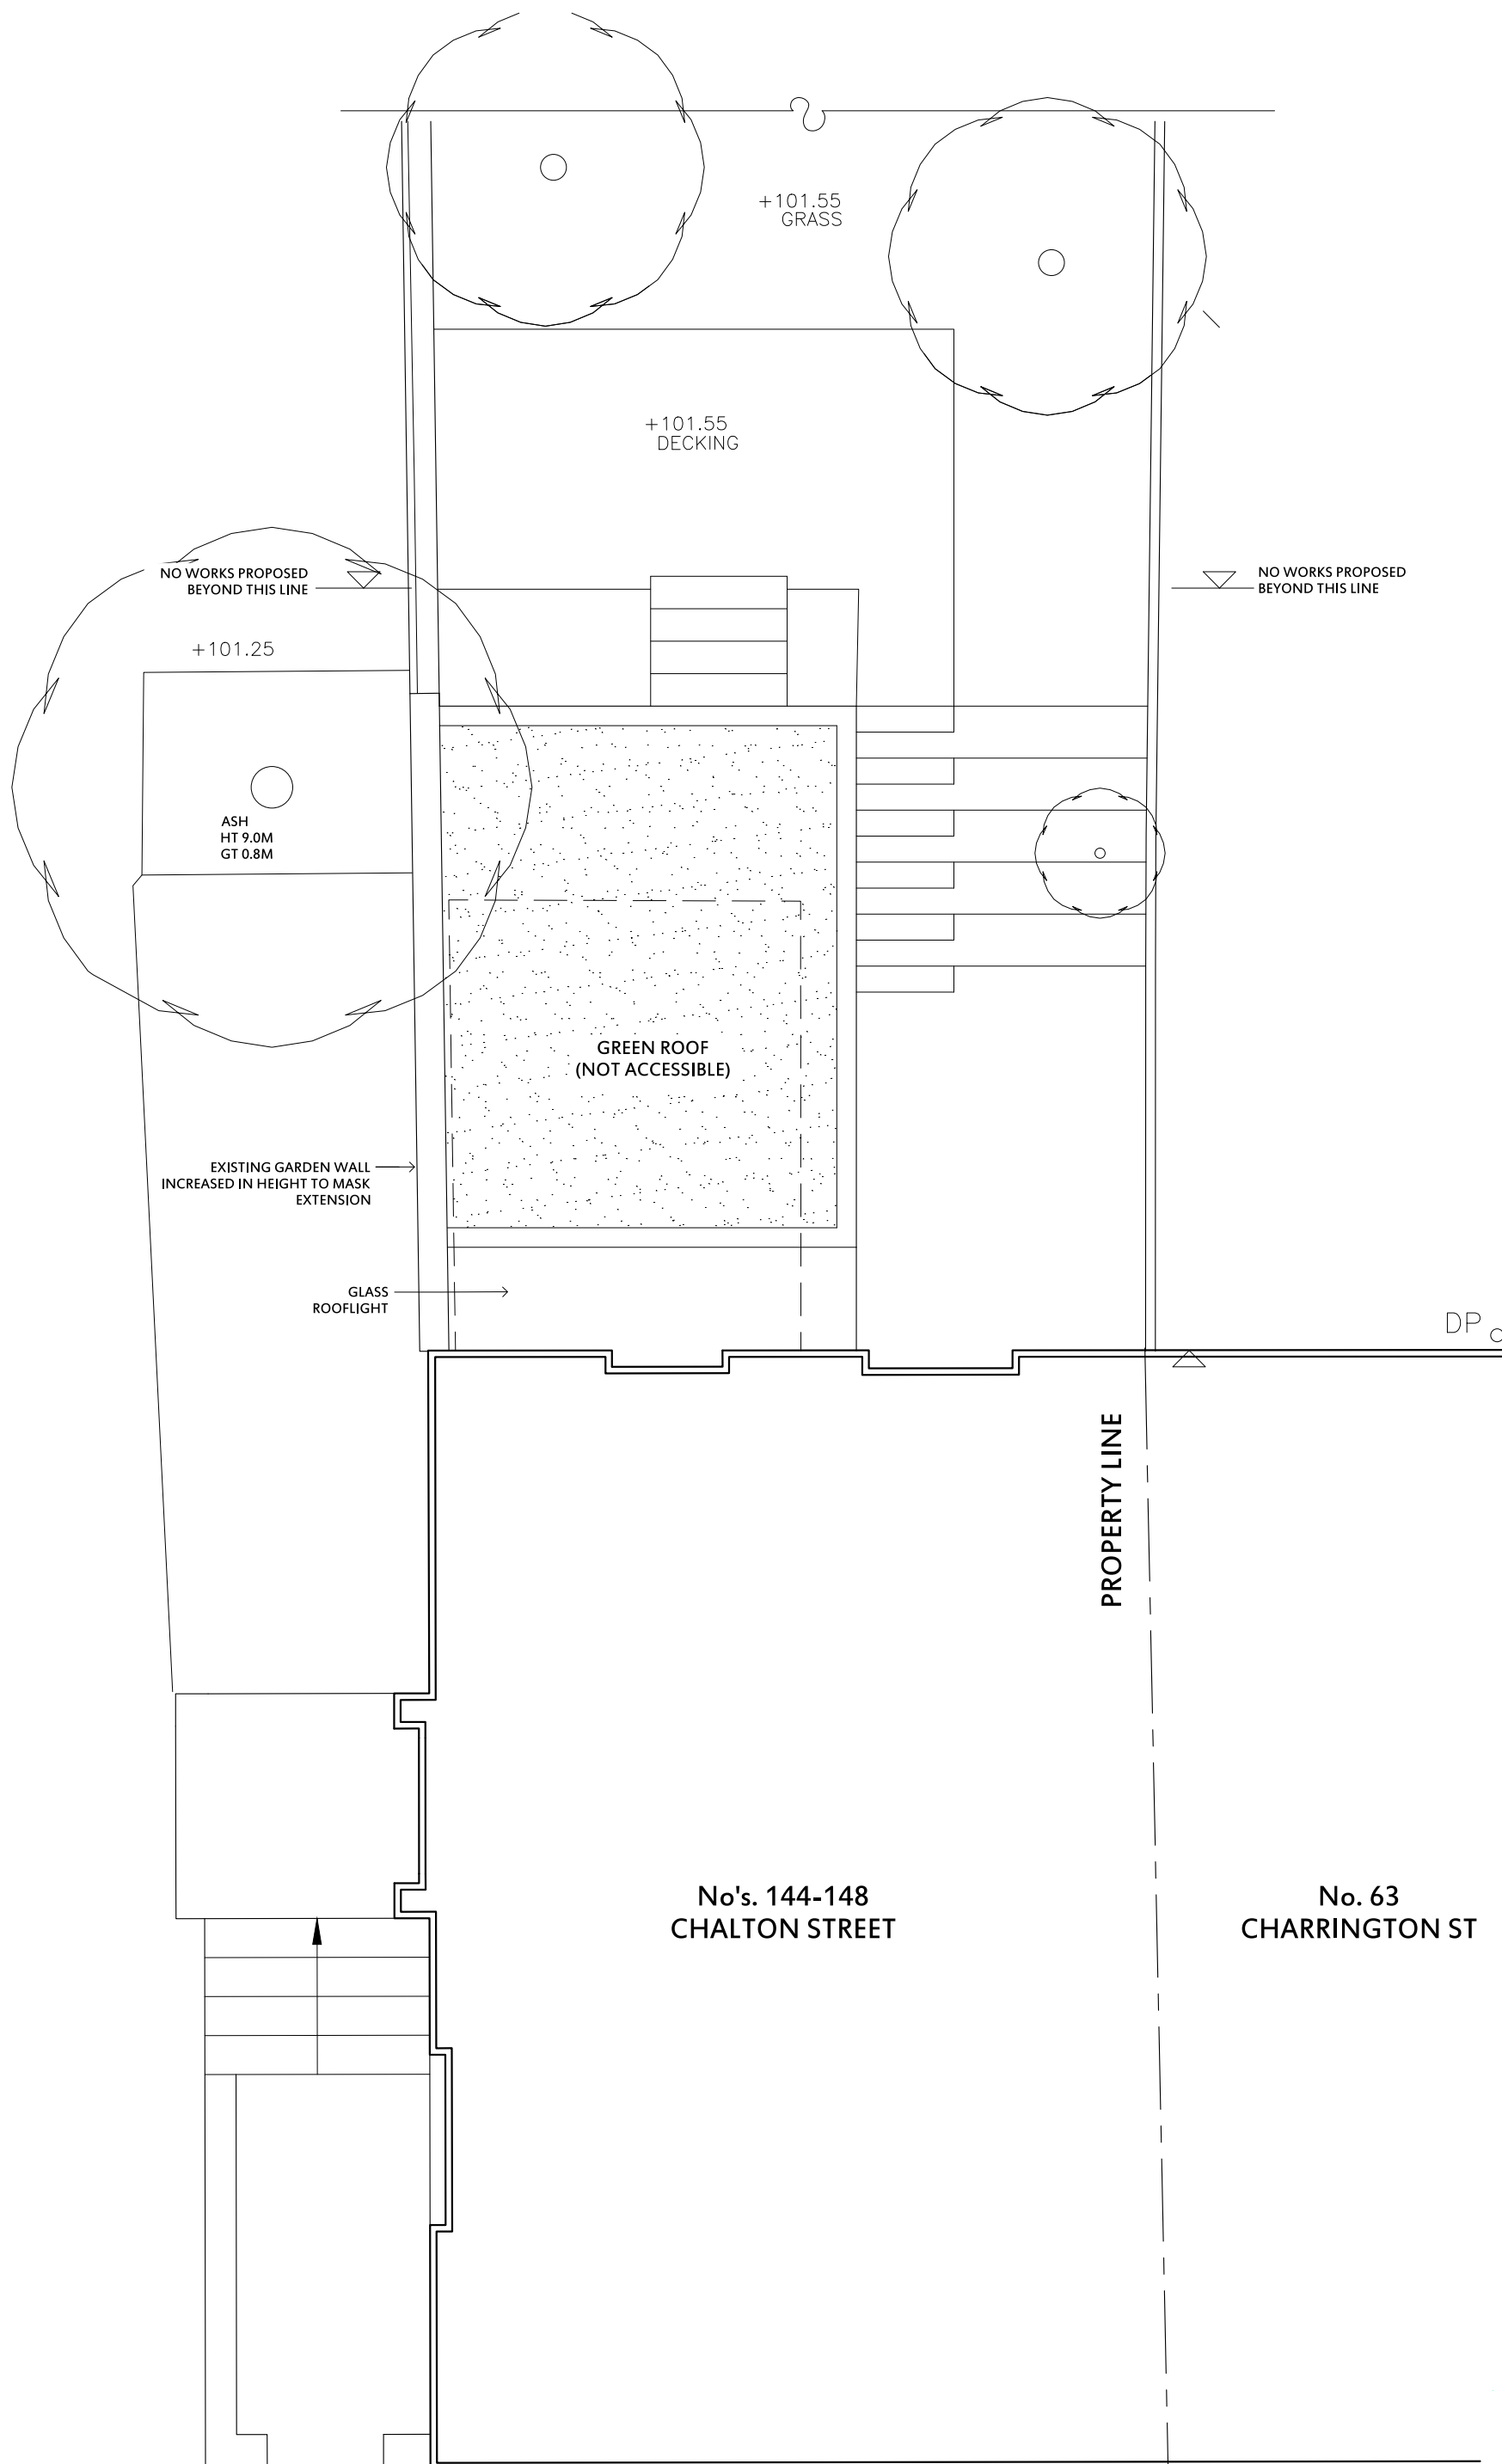 +101.55
GRASS
+101.55
DECKING
NO WORKS PROPOSED
BEYOND THIS LINE
NO WORKS PROPOSED
BEYOND THIS LINE
+101.25
ASH
HT 9.0M
GT 0.8M
GREEN ROOF
(NOT ACCESSIBLE)
EXISTING GARDEN WALL
INCREASED IN HEIGHT TO MASK
EXTENSION
GLASS
ROOFLIGHT
DP
PROPERTY LINE
No's. 144-148
CHALTON STREET
No. 63
CHARRINGTON ST